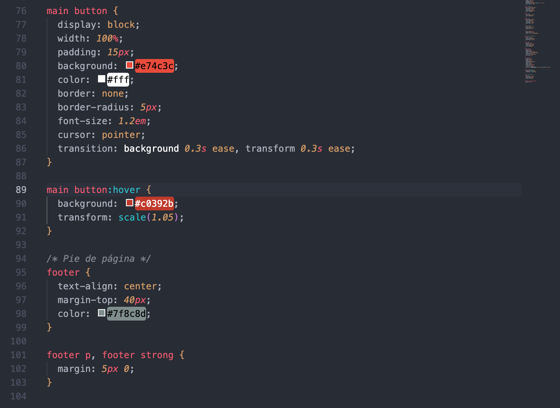 76 main button {
77 display: block;
78 width: 100%;
79 padding: 15px;
80 background: #e74c3c;
81 color: #fff;
82 border: none;
83 border-radius: 5px;
84 font-size: 1.2em;
85 cursor: pointer;
86 transition: background 0.3s ease, transform 0.3s ease;
87 }
88
89 main button:hover {
90 background: #c0392b;
91 transform: scale(1.05);
92 }
93
94 /* Pie de página */
95 footer {
96 text-align: center;
97 margin-top: 40px;
98 color: #7f8c8d;
99 }
100
101 footer p, footer strong {
102 margin: 5px 0;
103 }
104